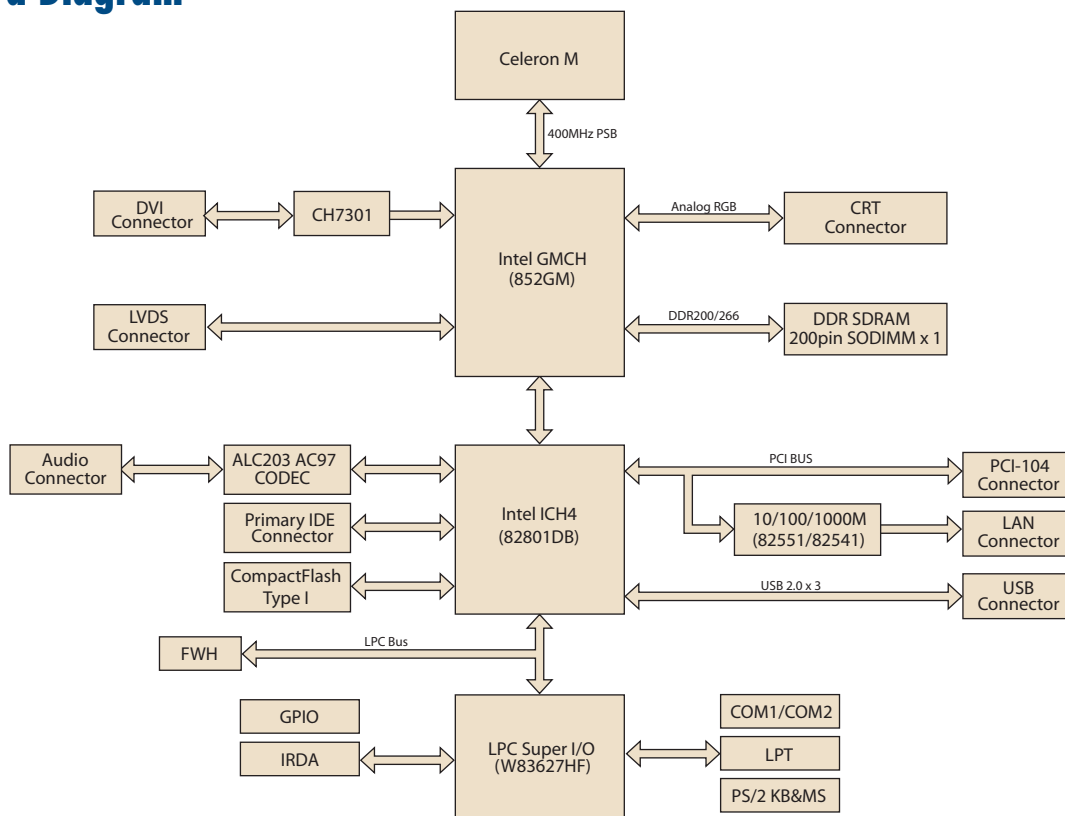 a Diagram
Celeron M
400MHz PSB
DVI
Connector
CH7301
Analog RGB
CRT
Connector
Intel GMCH
(852GM)
LVDS
Connector
DDR200/266
DDR SDRAM
200pin SODIMM x 1
Audio
Connector
ALC203 AC97
CODEC
PCI BUS
PCI-104
Connector
Primary IDE
Connector
Intel ICH4
(82801DB)
10/100/1000M
(82551/82541)
LAN
Connector
CompactFlash
Type I
USB 2.0 x 3
USB
Connector
FWH
LPC Bus
GPIO
IRDA
LPC Super I/O
(W83627HF)
COM1/COM2
LPT
PS/2 KB&MS